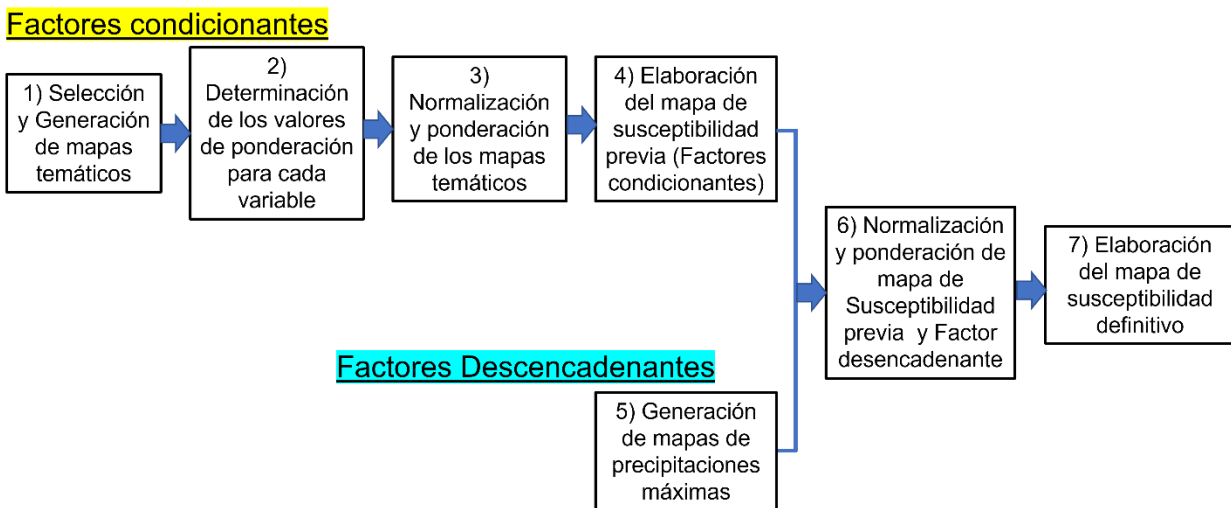 Factores condicionantes
1) Selección
y Generación
de mapas
temáticos
2)
Determinación
de los valores
de ponderación
para cada
variable
3)
Normalización
y ponderación
de los mapas
temáticos
4) Elaboración
del mapa de
susceptibilidad
previa (Factores
condicionantes)
Factores Descencadenantes
5) Generación
de mapas de
precipitaciones
máximas
6) Normalización
y ponderación de
mapa de
Susceptibilidad
previa y Factor
desencadenante
7) Elaboración
del mapa de
susceptibilidad
definitivo